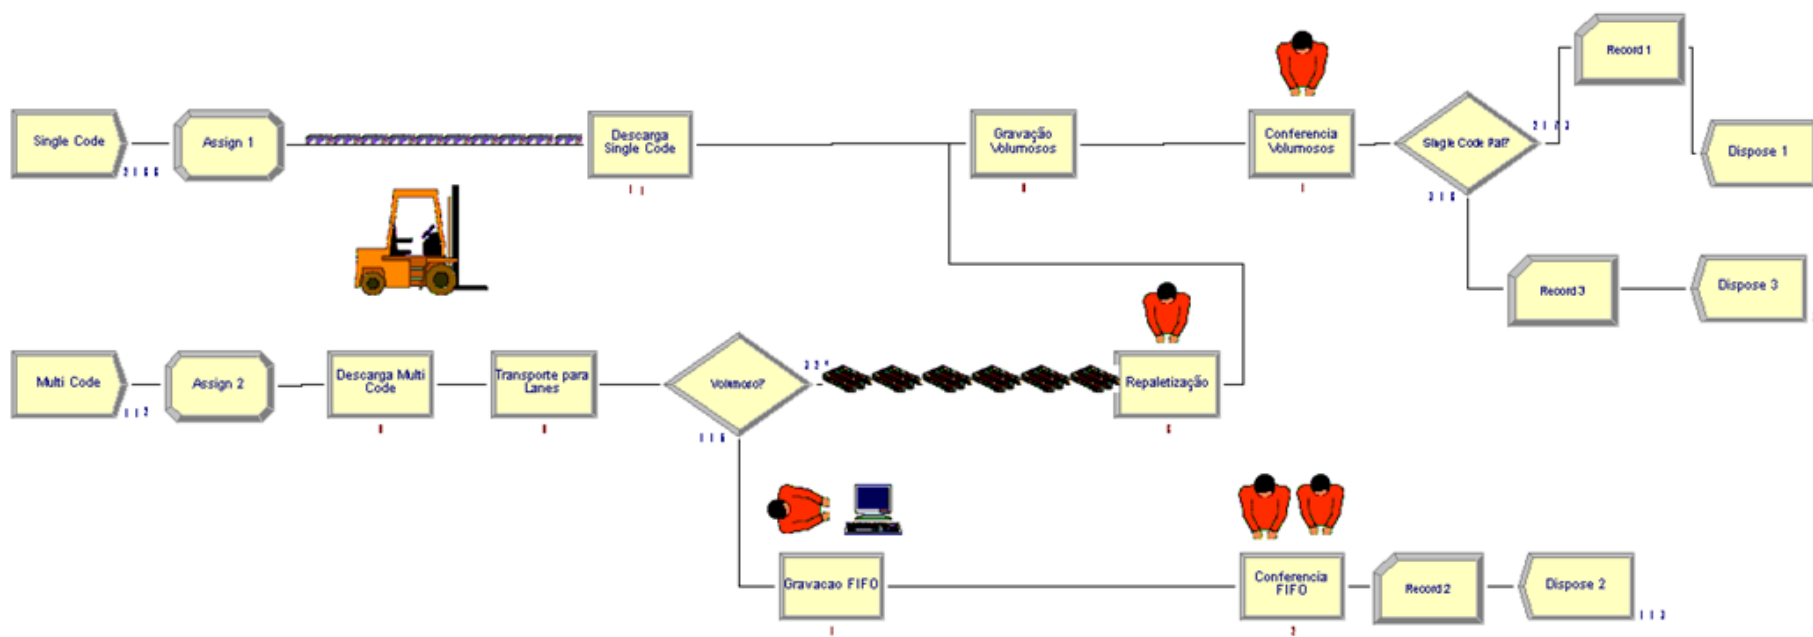 Record 1
Single Code
Assign 1
Descarga
Single Code
Gravação
Volumosos
Conferencia
Volumosos
Single Code Pal?
Dispose 1
Record 3
Dispose 3
Multi Code
Assign 2
Descarga Multi
Code
Transporte para
Lanes
Volumoso?
Repaletização
Gravacao FIFO
Conferencia
FIFO
Record 2
Dispose 2